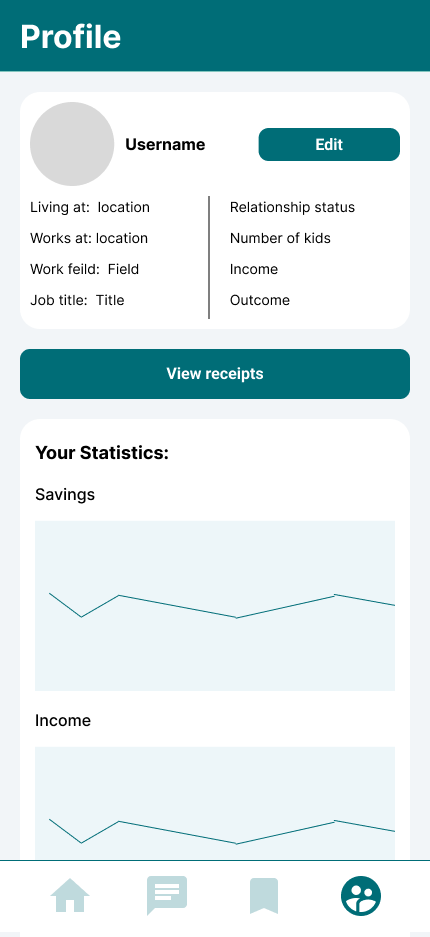 Profile
Username
Edit
Living at:  location
Works at: location
Work feild:  Field
Job title:  Title
Relationship status
Number of kids
Income
Outcome
View receipts
Your Statistics:
Savings
Income